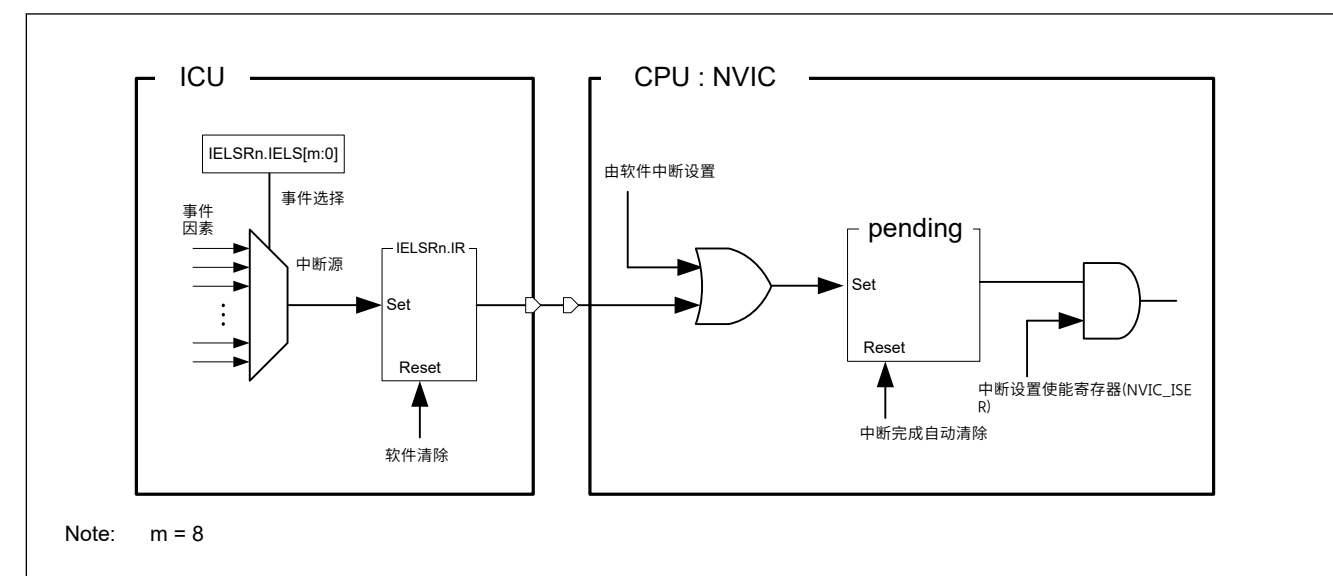 ICU
CPU : NVIC
IELSRn.IELS[m:0]
事件选择
事件
因素
中断源
IELSRn.IR
Set
Reset
软件清除
由软件中断设置
pending
Set
Reset
中断完成自动清除
中断设置使能寄存器(NVIC_ISE
R)
Note: m = 8